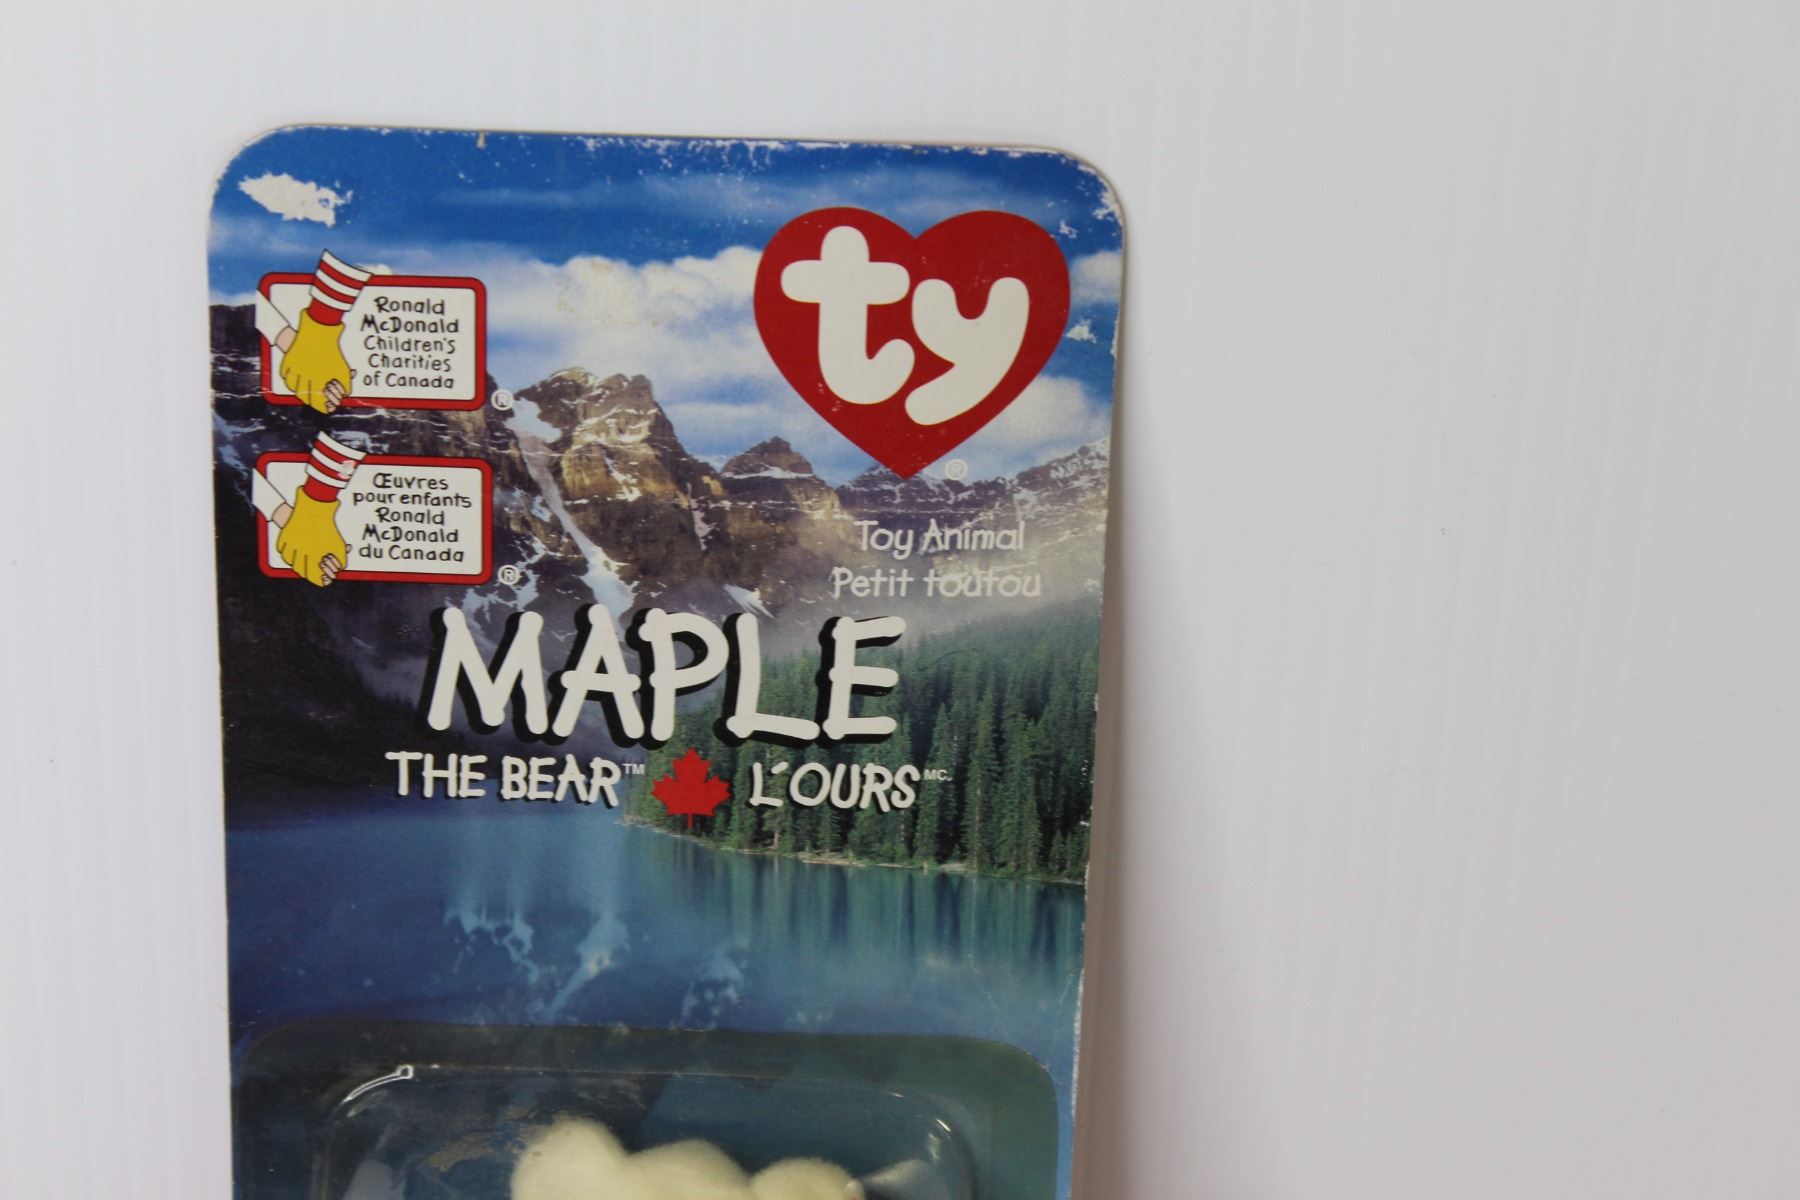 ty
®
Ronald
McDonald
Children's
Charities
of Canada
®
Œuvres
pour enfants
Ronald
McDonald
du Canada
®
Toy Animal
Petit toutou
MAPLE
THE BEAR™ L'OURS MC.